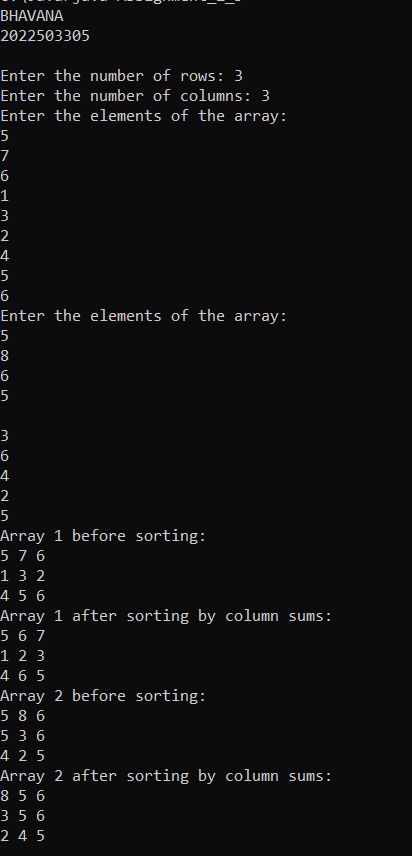 BHAVANA
2022503305
Enter the number of rows: 3
Enter the number of columns: 3
Enter the elements of the array:
5
7
6
1
3
2
4
5
6
Enter the elements of the array:
5
8
6
5
3
6
4
2
5
Array 1 before sorting:
5 7 6
1 3 2
4 5 6
Array 1 after sorting by column sums:
5 6 7
1 2 3
4 6 5
Array 2 before sorting:
5 8 6
5 3 6
4 2 5
Array 2 after sorting by column sums:
8 5 6
3 5 6
2 4 5